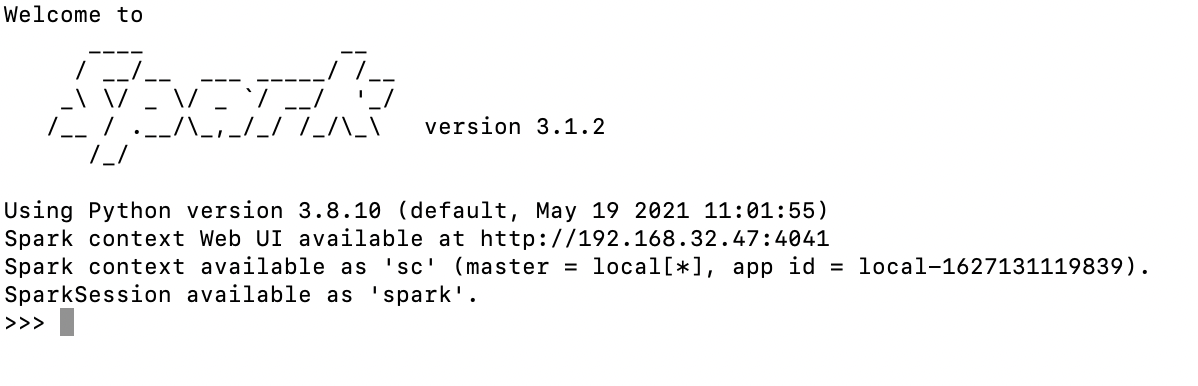 Welcome to
      ____              __
     / __/__  ___ _____/ /__
    _\ \/ _ \/ _ `/ __/  '_/
   /__ / .__/\_,_/_/ /_/\_\   version 3.1.2
      /_/
Using Python version 3.8.10 (default, May 19 2021 11:01:55)
Spark context Web UI available at http://192.168.32.47:4041
Spark context available as 'sc' (master = local[*], app id = local-1627131119839).
SparkSession available as 'spark'.
>>>